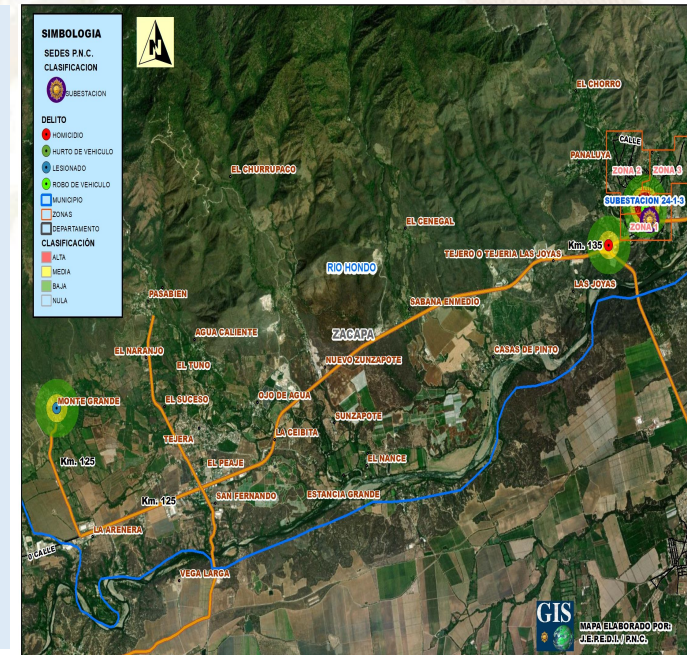 SIMBOLOGIA
SEDES P.N.C.
CLASIFICACION
SUBESTACION
DELITO
HOMICIDIO
HURTO DE VEHICULO
LESIONADO
ROBO DE VEHICULO
MUNICIPIO
ZONAS
DEPARTAMENTO
CLASIFICACIÓN
ALTA
MEDIA
BAJA
NULA
N
EL CHORRO
CALLE
PANALUYA
ZONA 2
ZONA 3
EL CHURRUPACO
SUBESTACION 24-1-3
EL CENEGAL
ZONA 1
Km. 135
TEJERO O TEJERIA LAS JOYAS
RIO HONDO
LAS JOYAS
PASABIEN
SABANA ENMEDIO
AGUA CALIENTE
ZACAPA
EL NARANJO
CASAS DE PINTO
NUEVO ZUNZAPOTE
EL TUNO
MONTE GRANDE
EL SUCESO
OJO DE AGUA
SUNZAPOTE
LA CEIBITA
TEJERA
EL NANCE
Km. 125
EL PEAJE
Km. 125
SAN FERNANDO
ESTANCIA GRANDE
LA ARENERA
0 CALLE
VEGA LARGA
GIS
MAPA ELABORADO POR:
J.E.RE.D.I. / P.N.C.